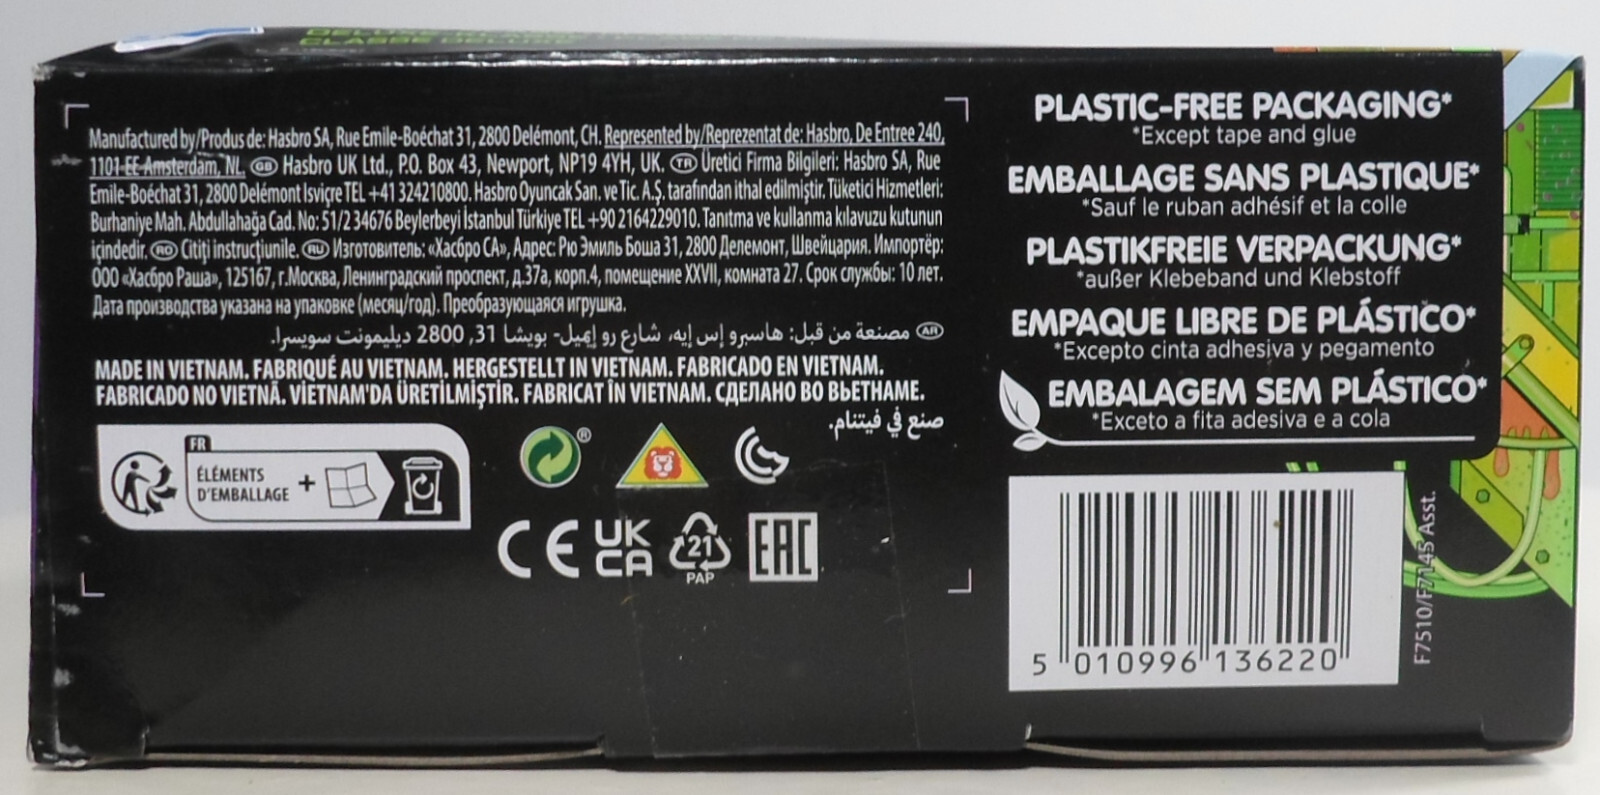 CLASSE DELUXE
Manufactured by/Produs de: Hasbro SA, Rue Emile-Boéchat 31, 2800 Delémont, CH. Represented by/Reprezentat de: Hasbro, De Entree 240,
1101 EE Amsterdam, NL. GB Hasbro UK Ltd., P.O. Box 43, Newport, NP19 4YH, UK. TR Üretici Firma Bilgileri: Hasbro SA, Rue
Emile-Boéchat 31, 2800 Delémont Isviçre TEL +41 324210800. Hasbro Oyuncak San. ve Tic. A.Ş. tarafından ithal edilmiştir. Tüketici Hizmetleri:
Burhaniye Mah. Abdullahağa Cad. No: 51/2 34676 Beylerbeyi İstanbul Türkiye TEL +90 2164229010. Tanıtma ve kullanma kılavuzu kutunun
içindedir. RO Citiți instrucțiunile. RU Изготовитель: «Хасбро СА», Адрес: Рю Эмиль Боша 31, 2800 Делемонт, Швейцария. Импортёр:
ООО «Хасбро Раша», 125167, г.Москва, Ленинградский проспект, д.37а, корп.4, помещение XXVII, комната 27. Срок службы: 10 лет.
Дата производства указана на упаковке (месяц/год). Преобразующаяся игрушка.
AR مصنعة من قبل: هاسبرو إس إيه، شارع رو إميل- بويشا 31, 2800 ديليمونت سويسرا.
MADE IN VIETNAM. FABRIQUÉ AU VIETNAM. HERGESTELLT IN VIETNAM. FABRICADO EN VIETNAM.
FABRICADO NO VIETNÃ. VİETNAM'DA ÜRETİLMİŞTİR. FABRICAT ÎN VIETNAM. СДЕЛАНО ВО ВЬЕТНАМЕ.
صنع في فيتنام.
FR
ÉLÉMENTS
D'EMBALLAGE +
®
CE UK
CA
21
PAP
EAC
PLASTIC-FREE PACKAGING*
*Except tape and glue
EMBALLAGE SANS PLASTIQUE*
*Sauf le ruban adhésif et la colle
PLASTIKFREIE VERPACKUNG*
*außer Klebeband und Klebstoff
EMPAQUE LIBRE DE PLÁSTICO*
*Excepto cinta adhesiva y pegamento
EMBALAGEM SEM PLÁSTICO*
*Exceto a fita adesiva e a cola
5 010996 136220
F7510/F7145 Asst.